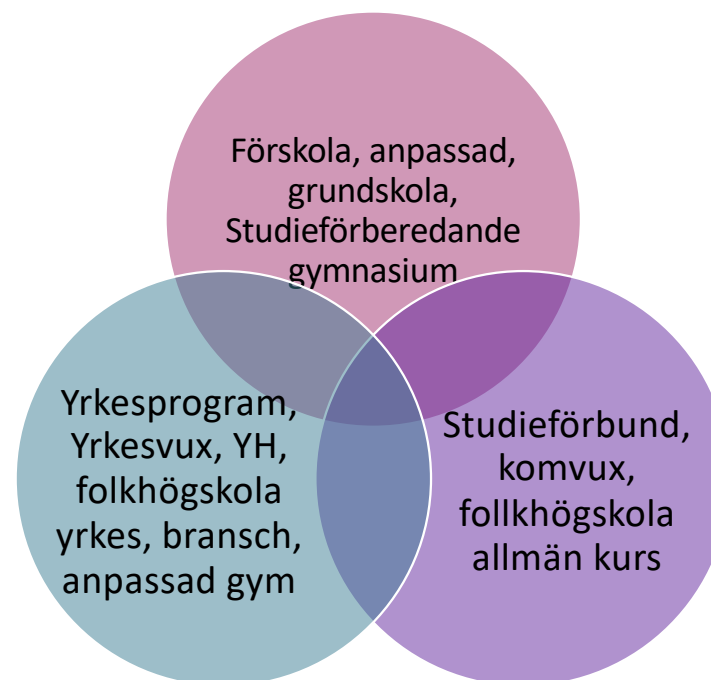 Förskola, anpassad,
grundskola,
Studieförberedande
gymnasium
Yrkesprogram,
Yrkesvux, YH,
folkhögskola
yrkes, bransch,
anpassad gym
Studieförbund,
komvux,
follkhögskola
allmän kurs